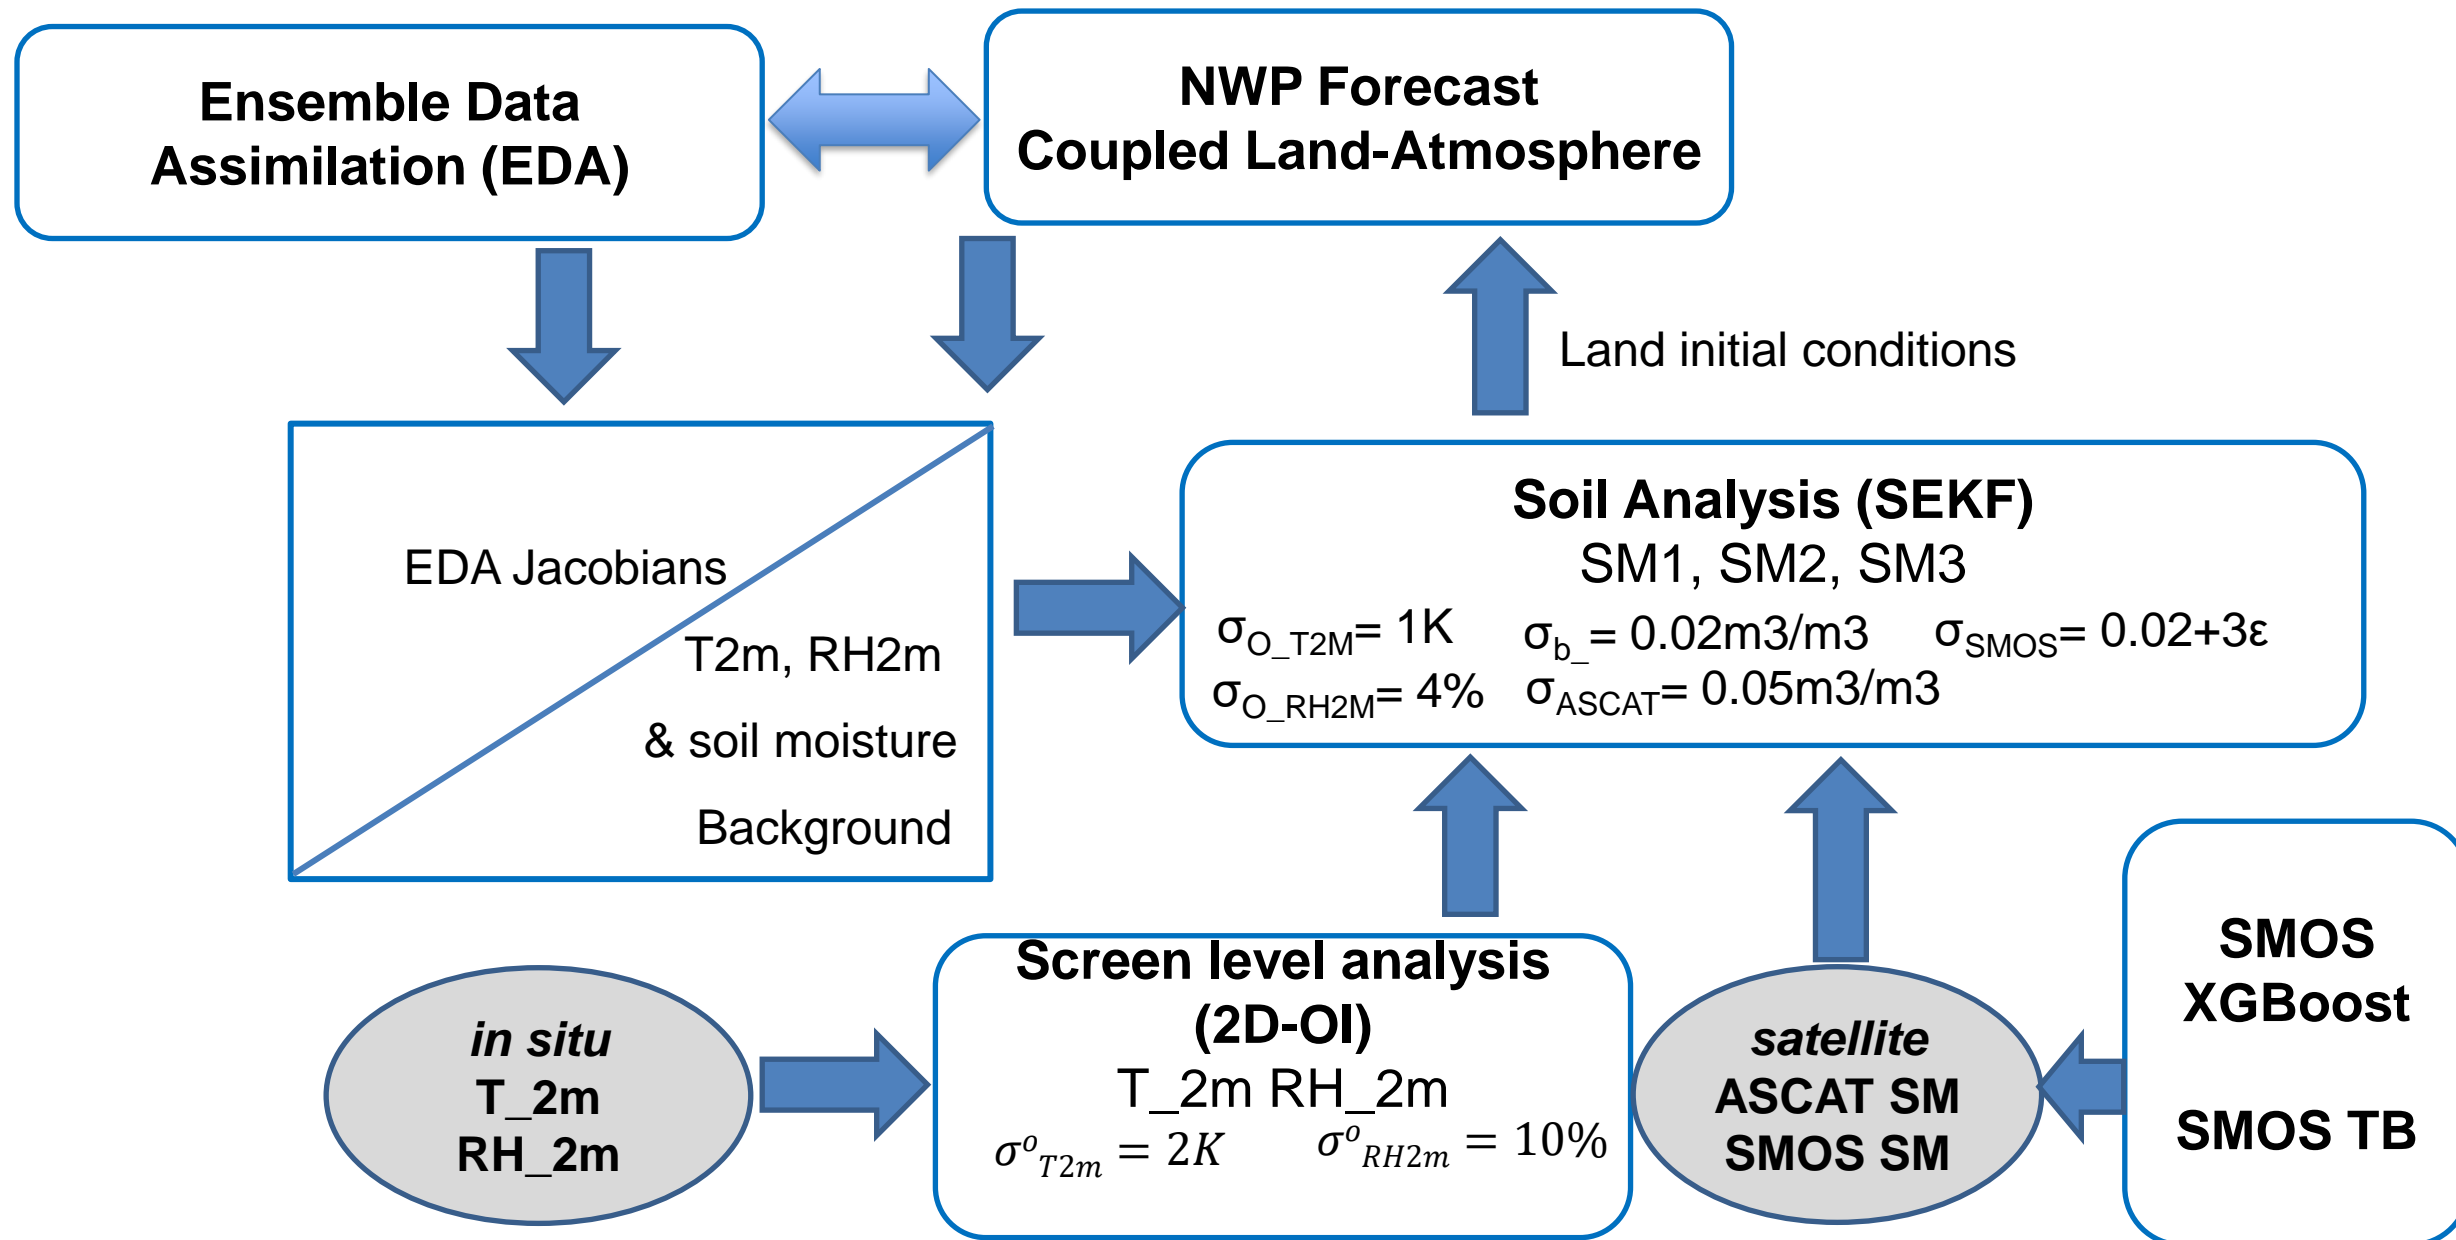 Ensemble Data
Assimilation (EDA)
NWP Forecast
Coupled Land-Atmosphere
Land initial conditions
EDA Jacobians
T2m, RH2m
& soil moisture
Background
Soil Analysis (SEKF)
SM1, SM2, SM3
σO_T2M= 1K σb_= 0.02m3/m3 σSMOS= 0.02+3ε
σO_RH2M= 4% σASCAT= 0.05m3/m3
in situ
T_2m
RH_2m
Screen level analysis
(2D-OI)
T_2m RH_2m
σ^o_T2m = 2K σ^o_RH2m = 10%
satellite
ASCAT SM
SMOS SM
SMOS
XGBoost
SMOS TB